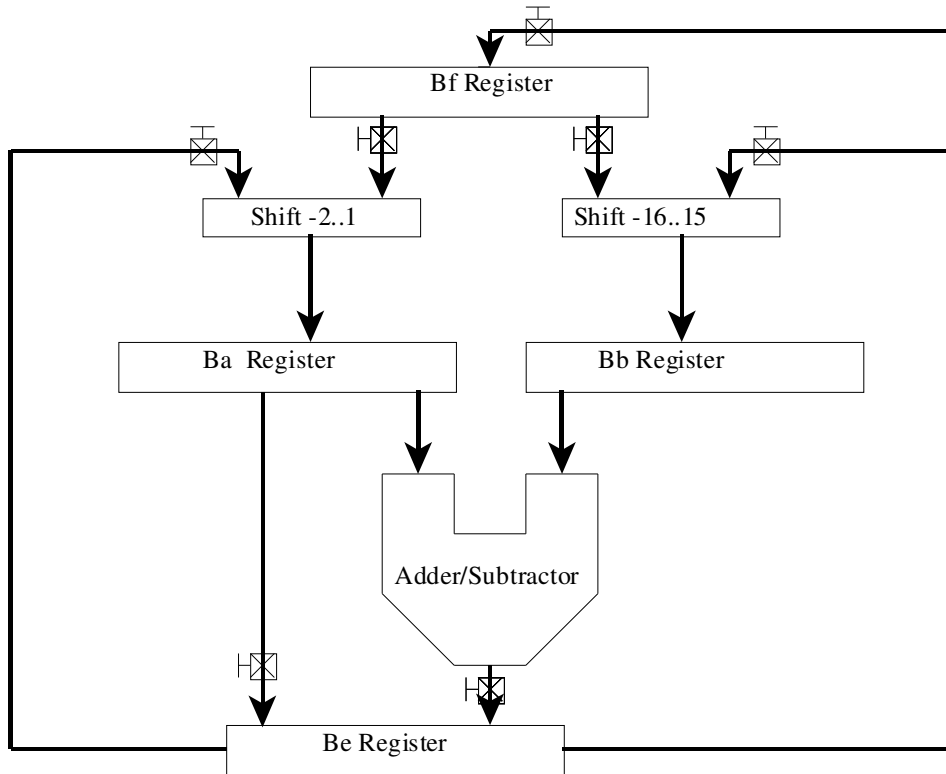 Bf Register
Shift -2..1
Shift -16..15
Ba Register
Bb Register
Adder/Subtractor
Be Register